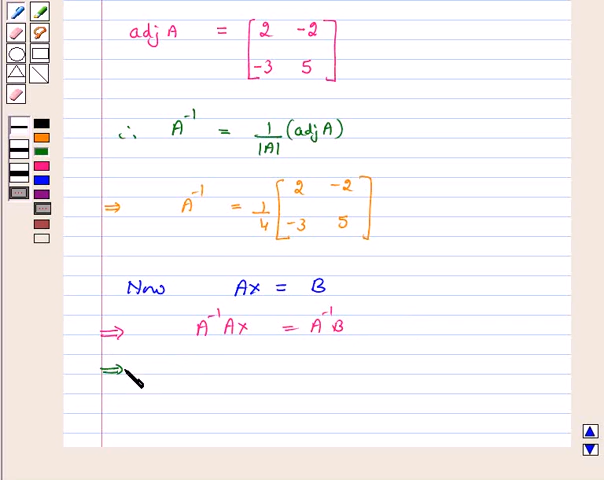 adj A = [2 -2
-3 5]
∴ A⁻¹ = 1/|A| (adj A)
⇒ A⁻¹ = 1/4 [2 -2
-3 5]
Now Ax = B
⇒ A⁻¹Ax = A⁻¹B
⇒